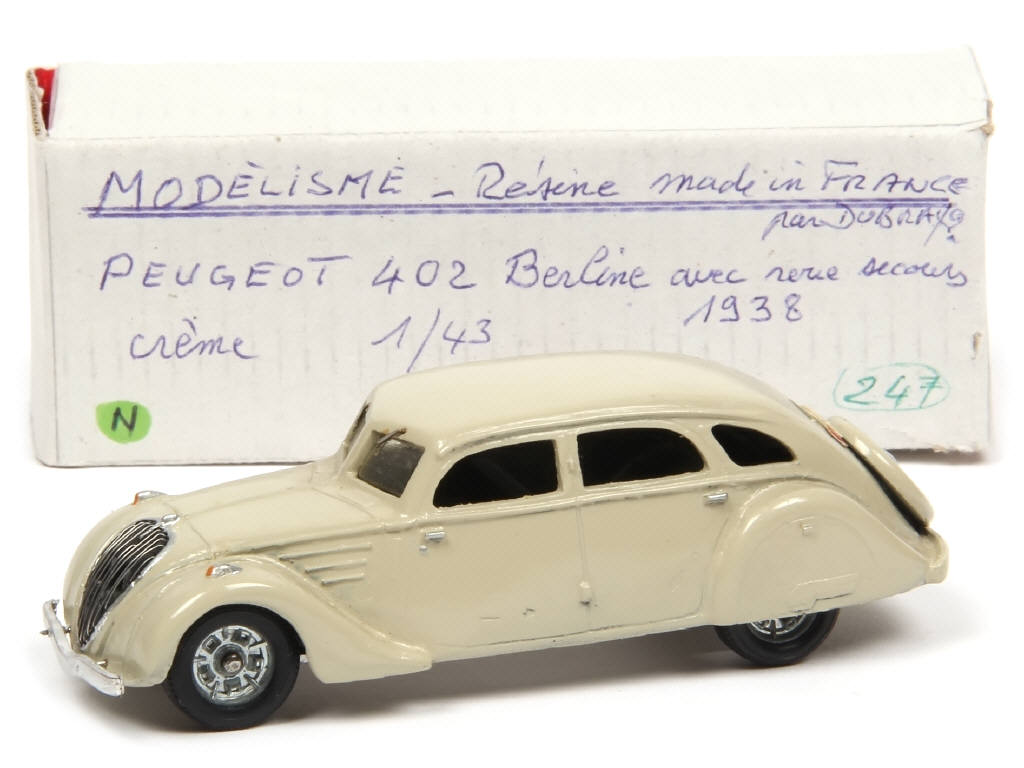 MODÈLISME - Résine made in FRANCE
par DUBRAY?
PEUGEOT 402 Berline avec roue secours
crème 1/43 1938
N
247